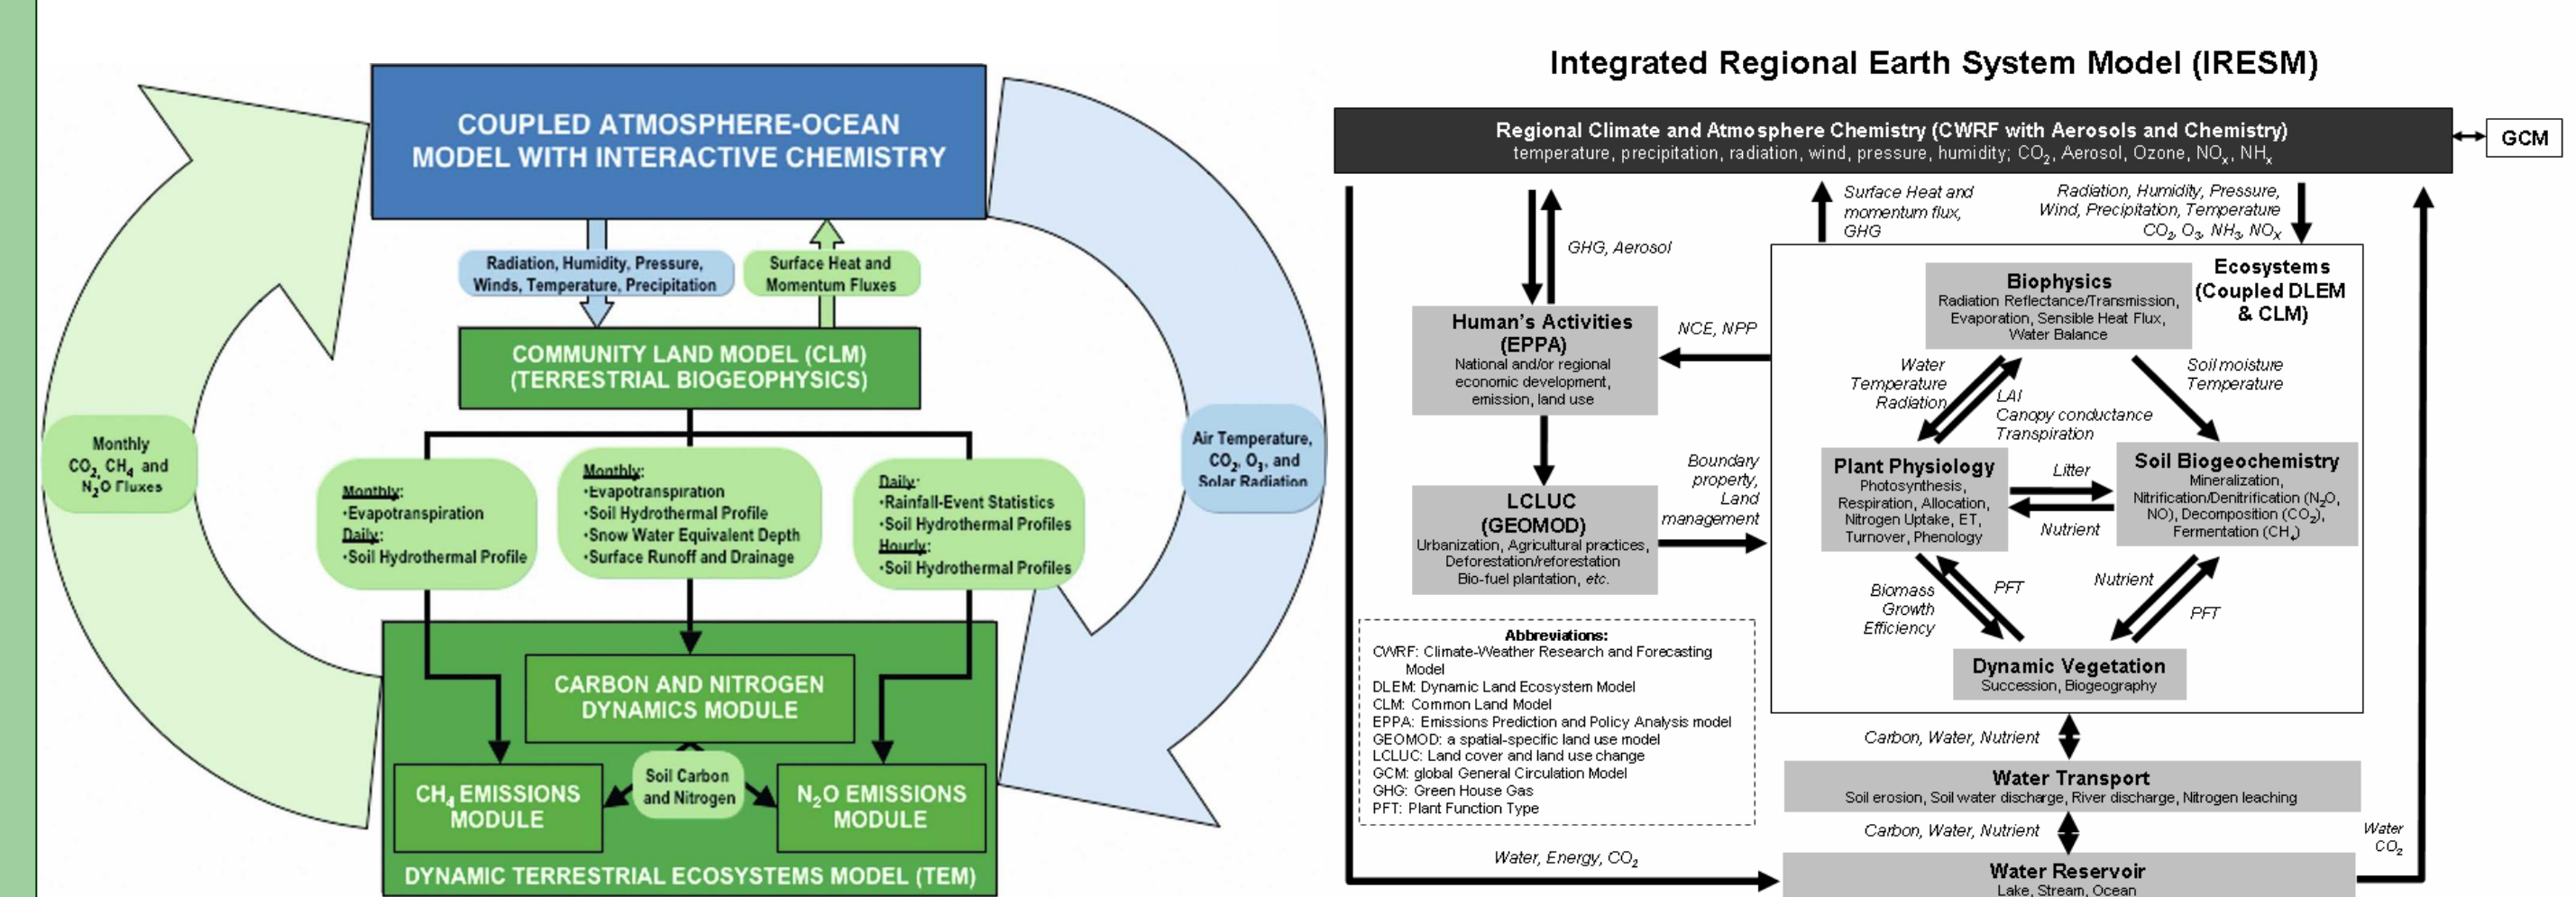 COUPLED ATMOSPHERE-OCEAN
MODEL WITH INTERACTIVE CHEMISTRY
Radiation, Humidity, Pressure,
Winds, Temperature, Precipitation
Surface Heat and
Momentum Fluxes
COMMUNITY LAND MODEL (CLM)
(TERRESTRIAL BIOGEOPHYSICS)
Monthly
CO₂, CH₄ and
N₂O Fluxes
Air Temperature,
CO₂, O₃, and
Solar Radiation
Monthly:
•Evapotranspiration
Daily:
•Soil Hydrothermal Profile
Monthly:
•Evapotranspiration
•Soil Hydrothermal Profile
•Snow Water Equivalent Depth
•Surface Runoff and Drainage
Daily:
•Rainfall-Event Statistics
•Soil Hydrothermal Profiles
Hourly:
•Soil Hydrothermal Profiles
CARBON AND NITROGEN
DYNAMICS MODULE
CH₄ EMISSIONS
MODULE
Soil Carbon
and Nitrogen
N₂O EMISSIONS
MODULE
DYNAMIC TERRESTRIAL ECOSYSTEMS MODEL (TEM)
Integrated Regional Earth System Model (IRESM)
Regional Climate and Atmosphere Chemistry (CWRF with Aerosols and Chemistry)
temperature, precipitation, radiation, wind, pressure, humidity; CO₂, Aerosol, Ozone, NOₓ, NHₓ
GCM
GHG, Aerosol
Surface Heat and
momentum flux,
GHG
Radiation, Humidity, Pressure,
Wind, Precipitation, Temperature
CO₂, O₃, NH₃, NOₓ
Human's Activities
(EPPA)
National and/or regional
economic development,
emission, land use
NCE, NPP
LCLUC
(GEOMOD)
Urbanization, Agricultural practices,
Deforestation/reforestation
Bio-fuel plantation, etc.
Boundary
property,
Land
management
Ecosystems
(Coupled DLEM
& CLM)
Biophysics
Radiation Reflectance/Transmission,
Evaporation, Sensible Heat Flux,
Water Balance
Water
Temperature
Radiation
LAI
Canopy conductance
Transpiration
Soil moisture
Temperature
Plant Physiology
Photosynthesis,
Respiration, Allocation,
Nitrogen Uptake, ET,
Turnover, Phenology
Litter
Nutrient
Soil Biogeochemistry
Mineralization,
Nitrification/Denitrification (N₂O,
NO), Decomposition (CO₂),
Fermentation (CH₄)
Biomass
Growth
Efficiency
PFT
Nutrient
PFT
Dynamic Vegetation
Succession, Biogeography
Abbreviations:
CWRF: Climate-Weather Research and Forecasting
Model
DLEM: Dynamic Land Ecosystem Model
CLM: Common Land Model
EPPA: Emissions Prediction and Policy Analysis model
GEOMOD: a spatial-specific land use model
LCLUC: Land cover and land use change
GCM: global General Circulation Model
GHG: Green House Gas
PFT: Plant Function Type
Carbon, Water, Nutrient
Water Transport
Soil erosion, Soil water discharge, River discharge, Nitrogen leaching
Carbon, Water, Nutrient
Water, Energy, CO₂
Water
CO₂
Water Reservoir
Lake, Stream, Ocean